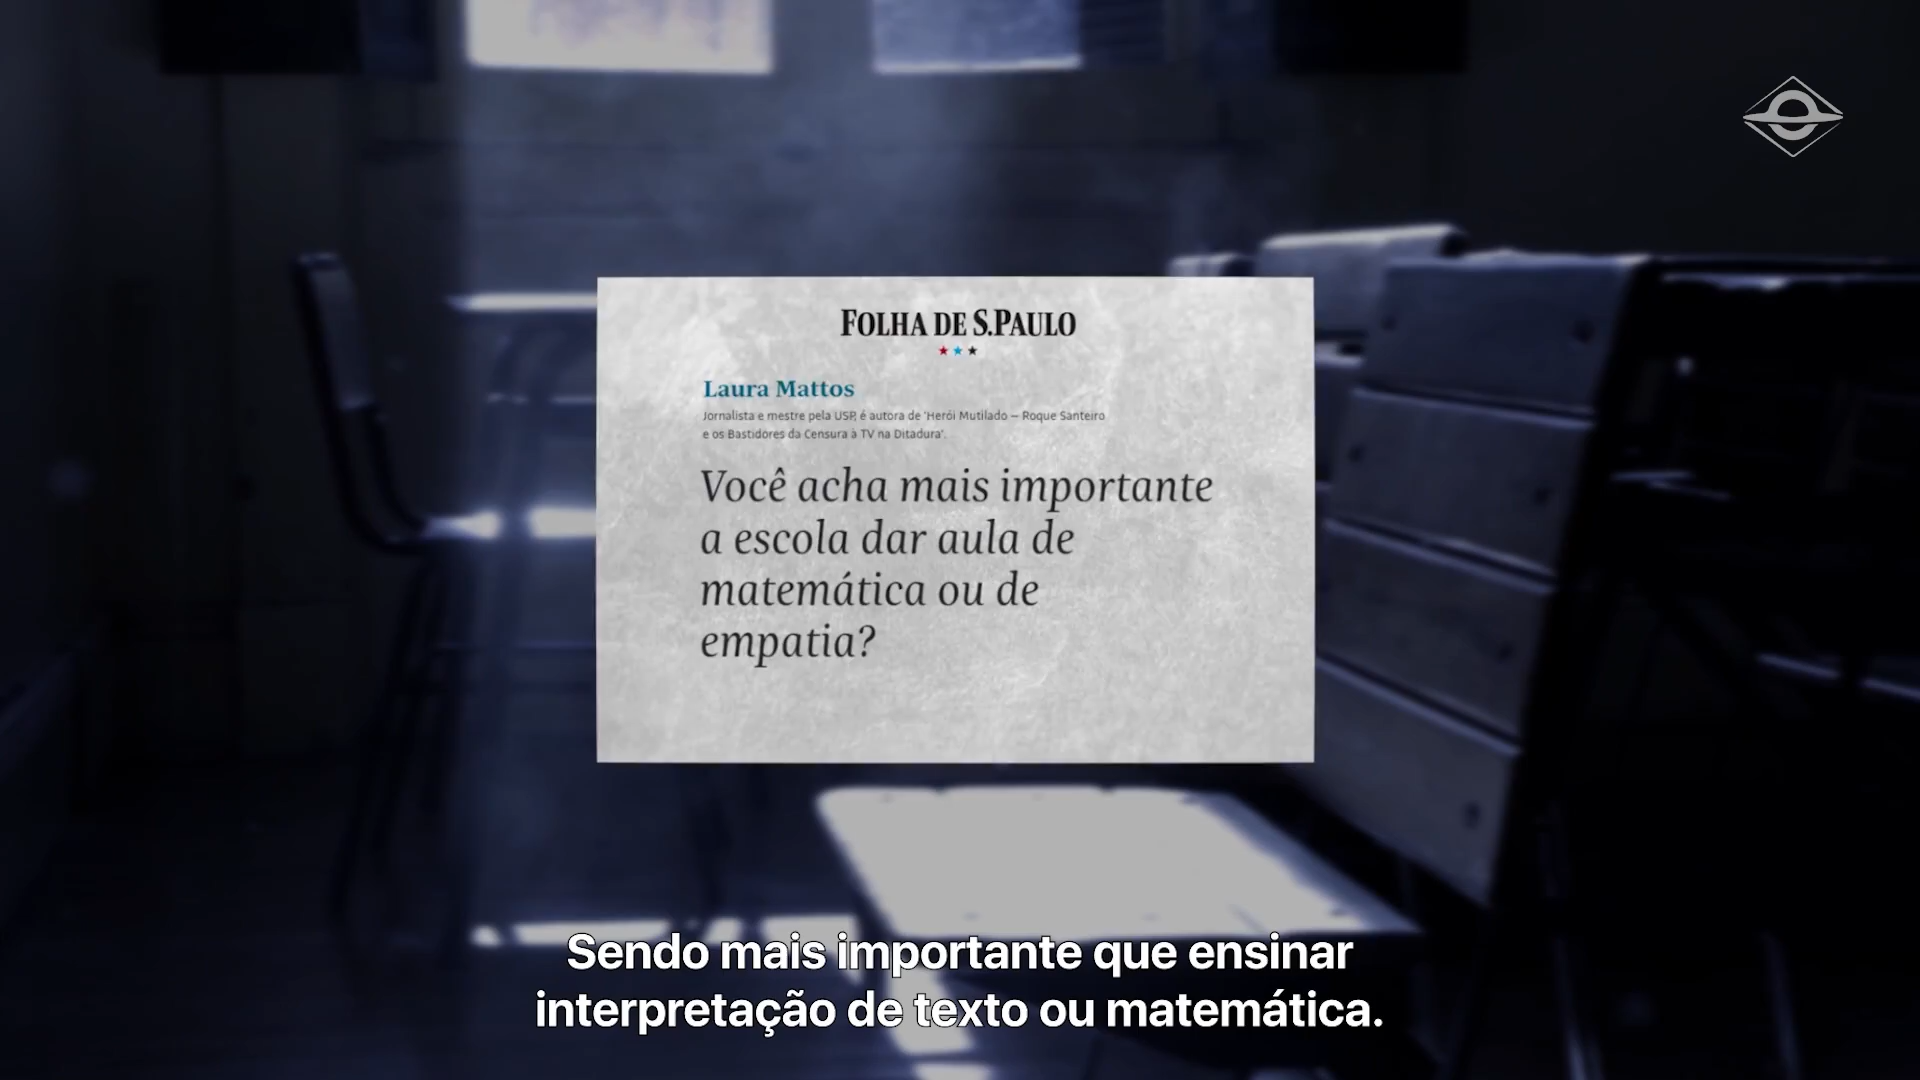 FOLHA DE S.PAULO
Laura Mattos
Jornalista e mestre pela USP, é autora de 'Herói Mutilado – Roque Santeiro
e os Bastidores da Censura à TV na Ditadura'.
Você acha mais importante
a escola dar aula de
matemática ou de
empatia?
Sendo mais importante que ensinar
interpretação de texto ou matemática.